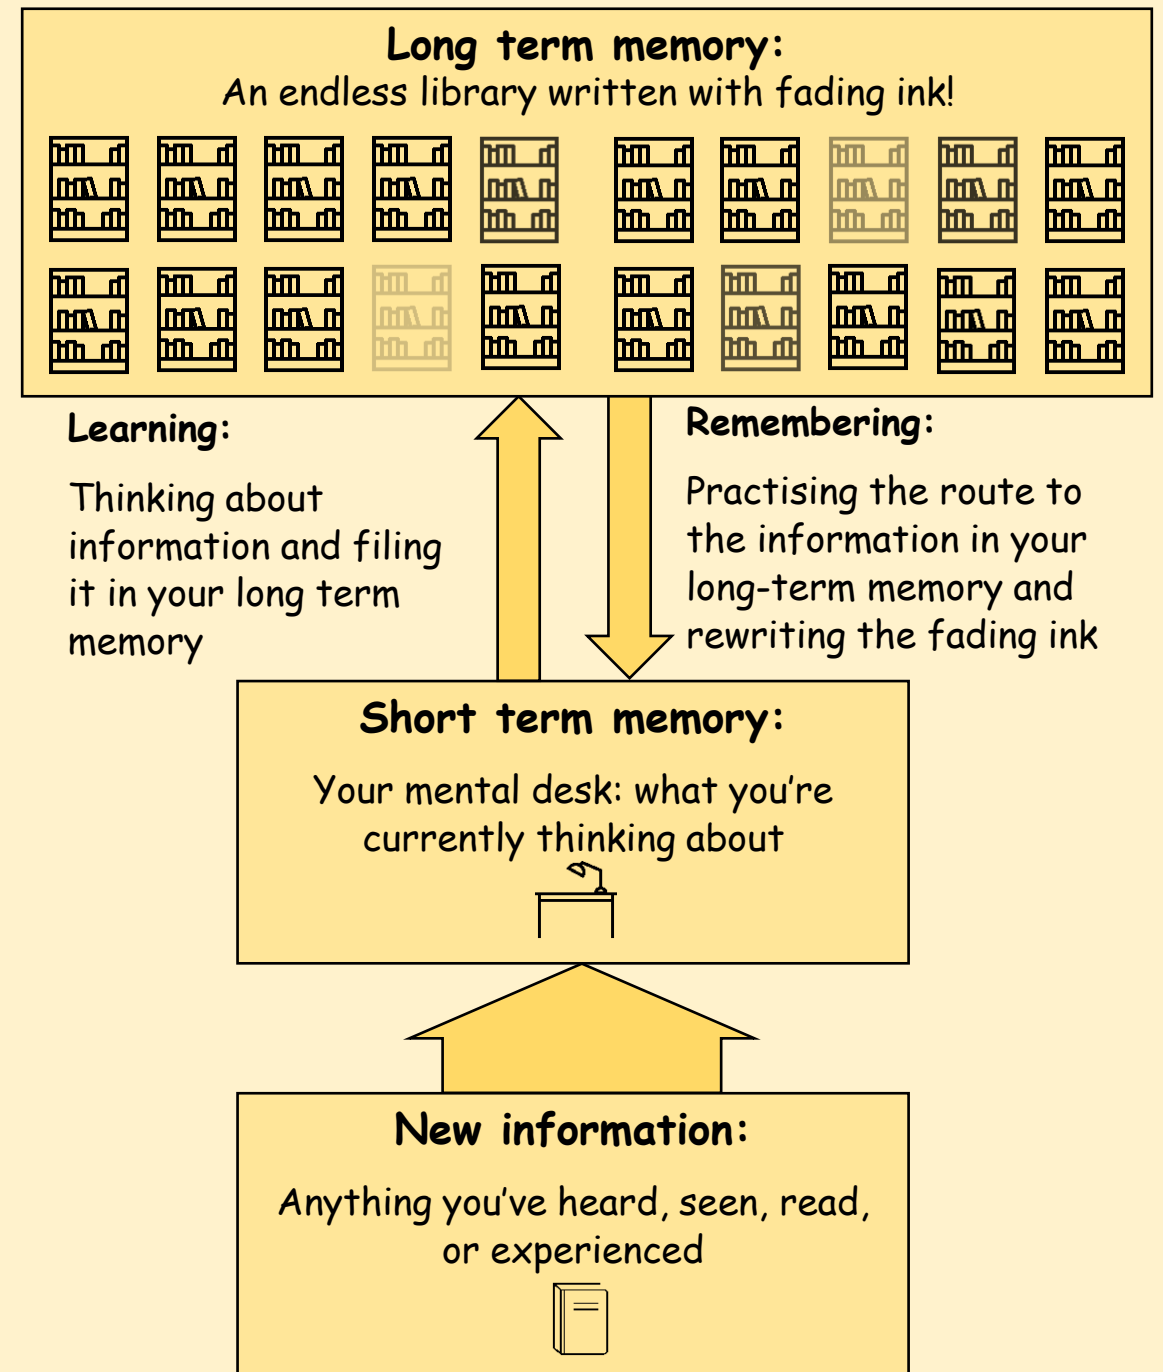 Long term memory:
An endless library written with fading ink!
Learning:
Thinking about
information and filing
it in your long term
memory
Remembering:
Practising the route to
the information in your
long-term memory and
rewriting the fading ink
Short term memory:
Your mental desk: what you're
currently thinking about
New information:
Anything you've heard, seen, read,
or experienced